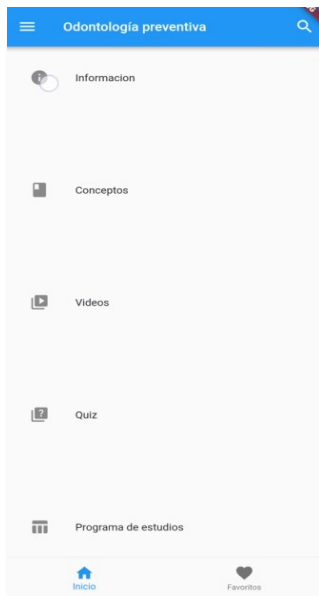 Odontología preventiva
Informacion
Conceptos
Videos
Quiz
Programa de estudios
Inicio
Favoritos